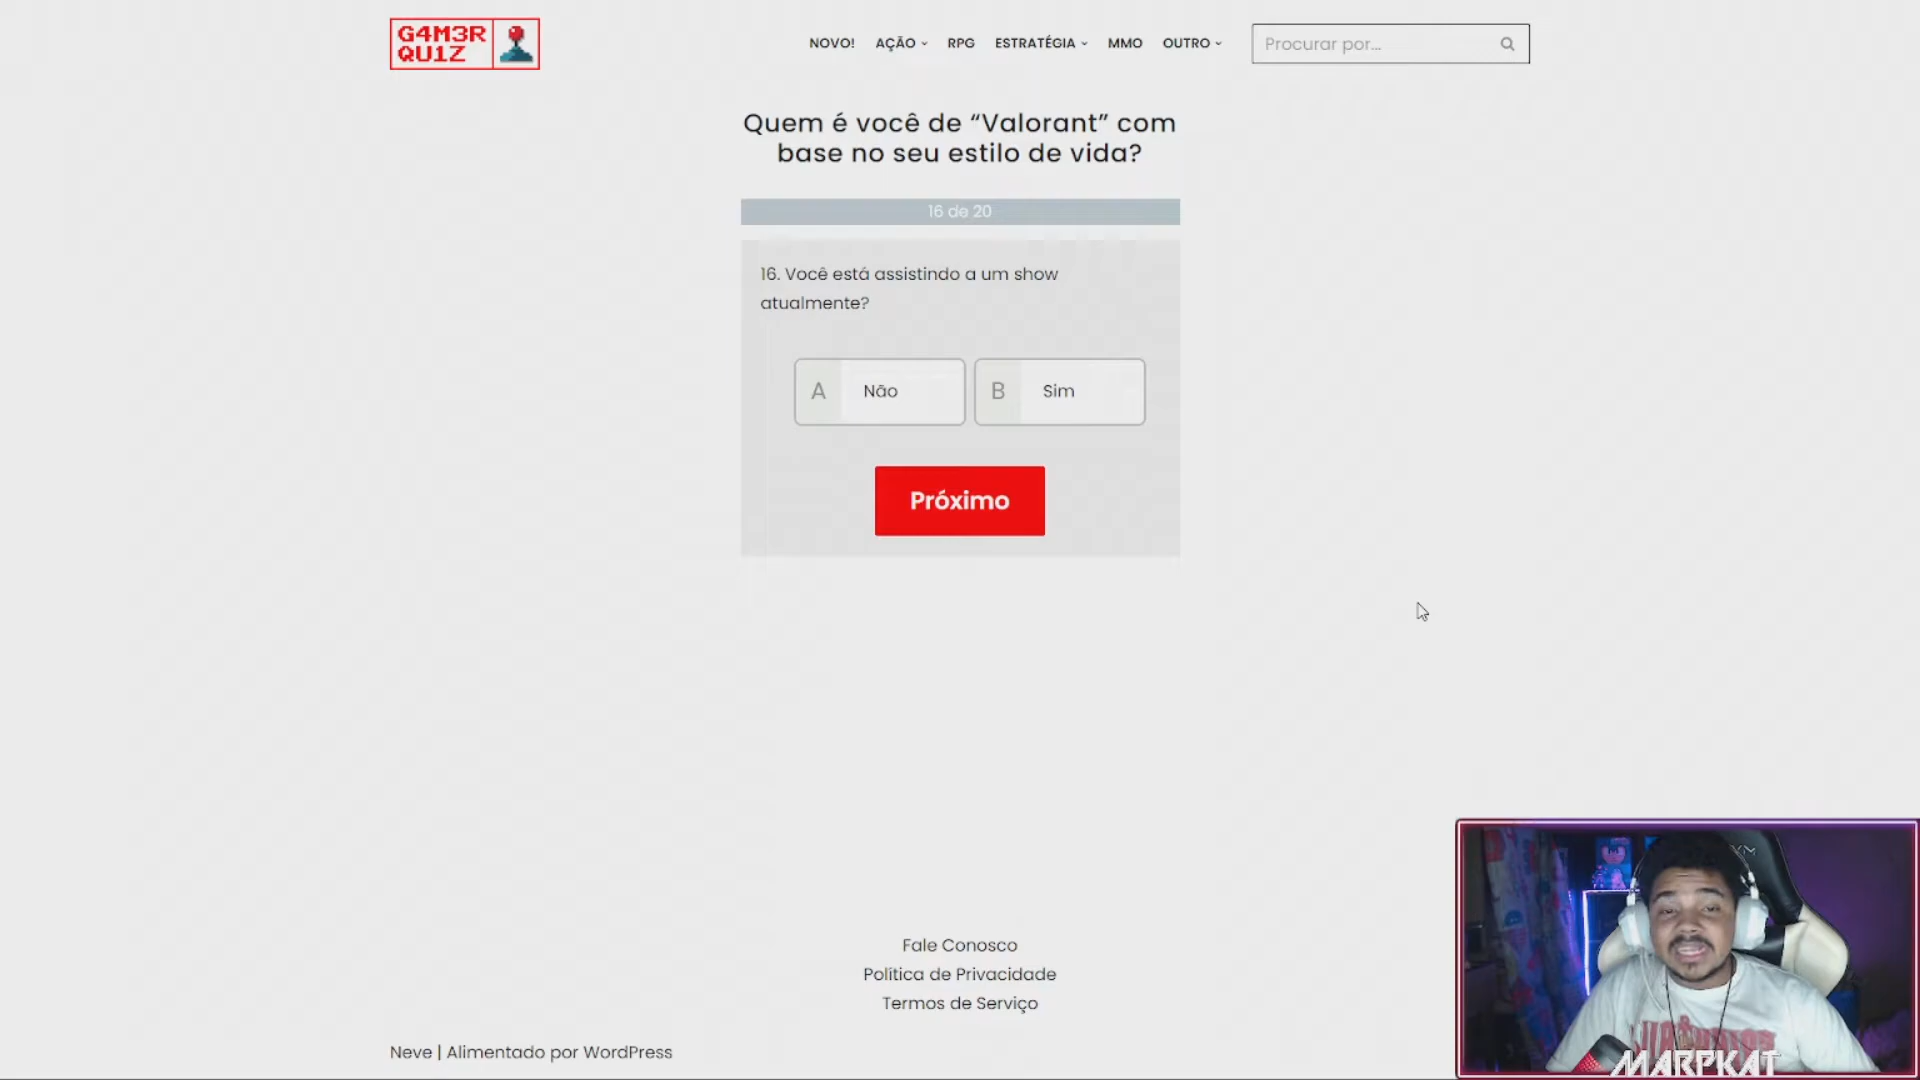 G4M3R
QU1Z
NOVO!
AÇÃO
RPG
ESTRATÉGIA
MMO
OUTRO
Procurar por...
Quem é você de “Valorant” com
base no seu estilo de vida?
16 de 20
16. Você está assistindo a um show
atualmente?
A Não
B Sim
Próximo
Fale Conosco
Política de Privacidade
Termos de Serviço
Neve | Alimentado por WordPress
MARPKAT